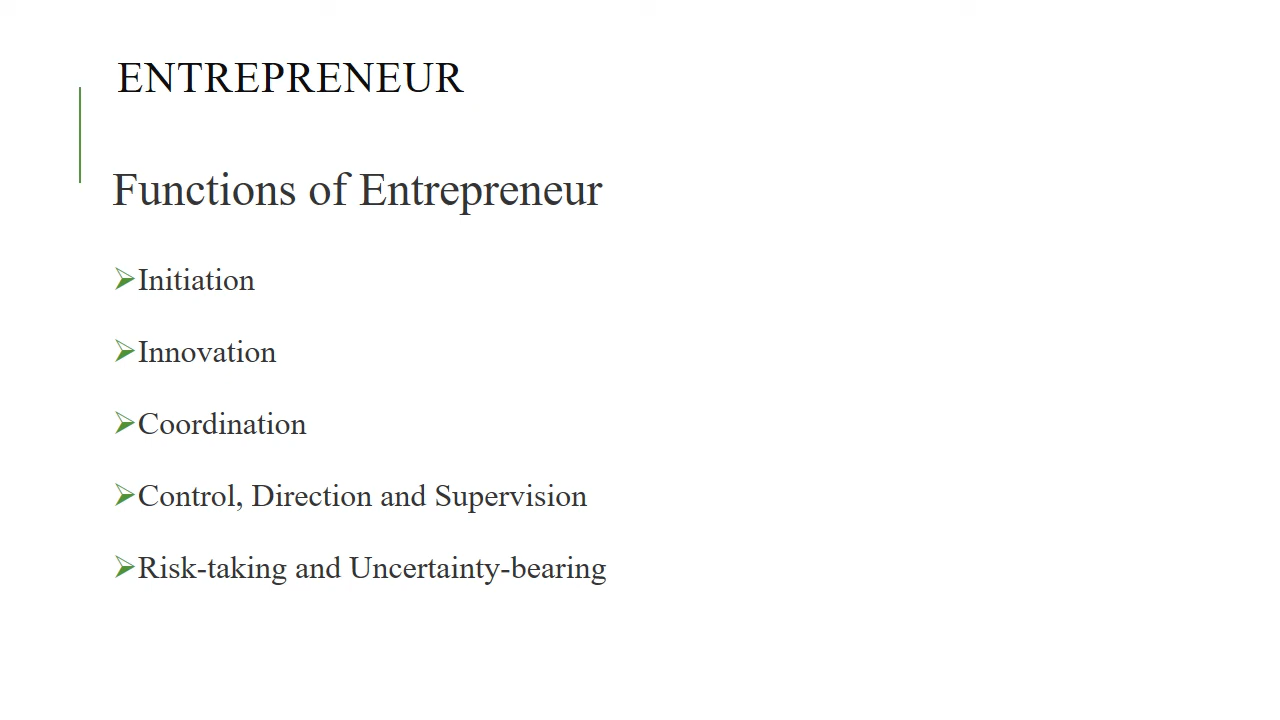 ENTREPRENEUR
Functions of Entrepreneur
➢Initiation
➢Innovation
➢Coordination
➢Control, Direction and Supervision
➢Risk-taking and Uncertainty-bearing